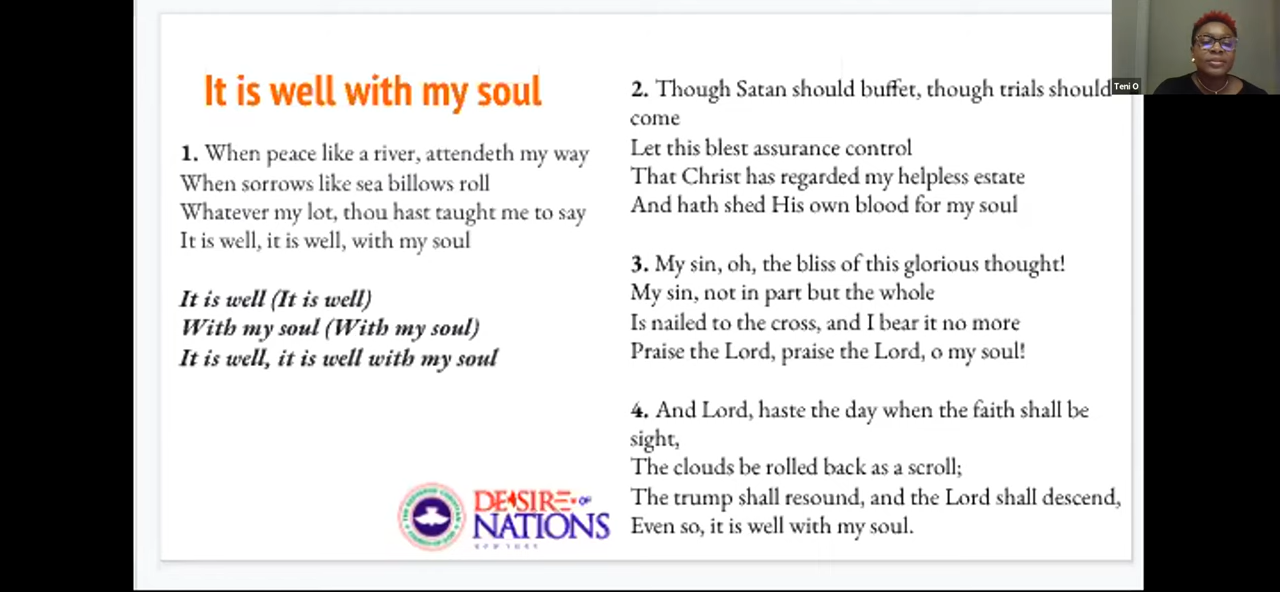 It is well with my soul
1. When peace like a river, attendeth my way
When sorrows like sea billows roll
Whatever my lot, thou hast taught me to say
It is well, it is well, with my soul
It is well (It is well)
With my soul (With my soul)
It is well, it is well with my soul
2. Though Satan should buffet, though trials should
come
Let this blest assurance control
That Christ has regarded my helpless estate
And hath shed His own blood for my soul
3. My sin, oh, the bliss of this glorious thought!
My sin, not in part but the whole
Is nailed to the cross, and I bear it no more
Praise the Lord, praise the Lord, o my soul!
4. And Lord, haste the day when the faith shall be
sight,
The clouds be rolled back as a scroll;
The trump shall resound, and the Lord shall descend,
Even so, it is well with my soul.
DESIRE OF
NATIONS
NEW YORK
Teni O